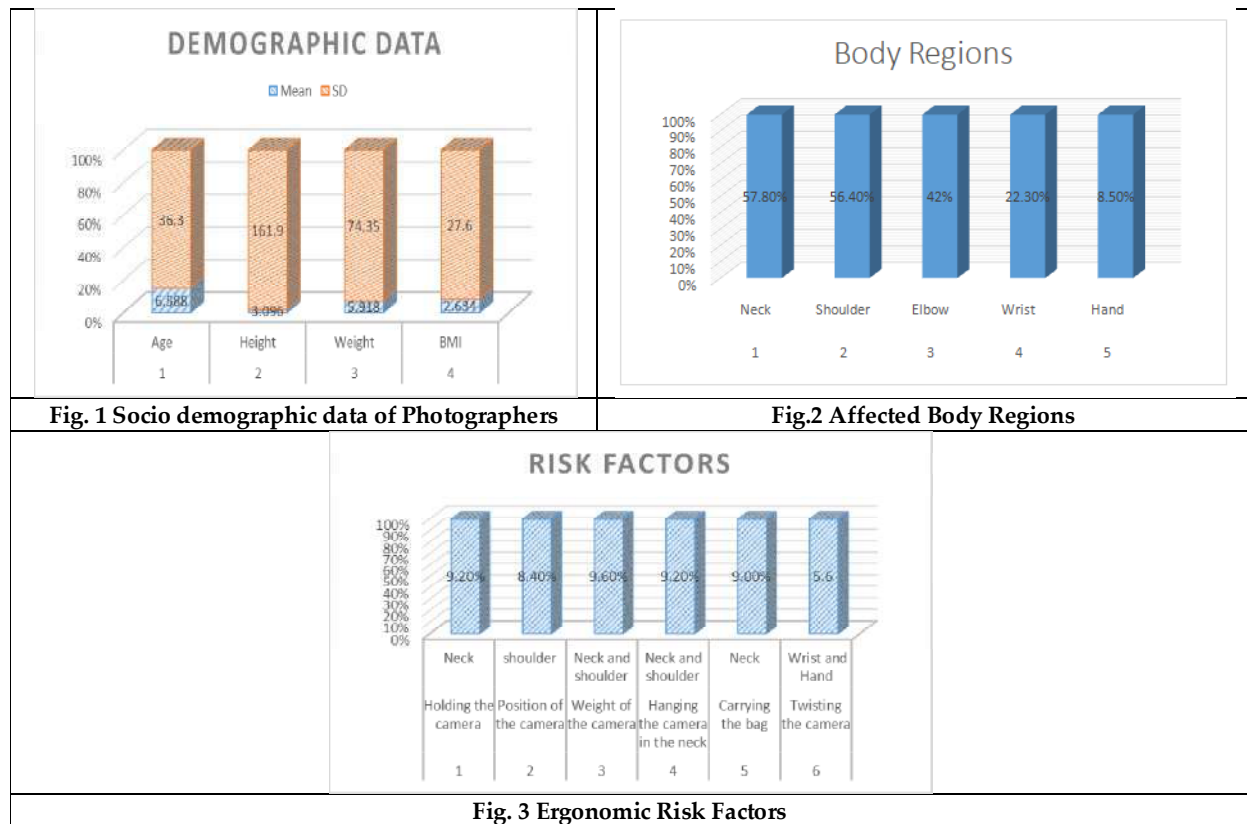 DEMOGRAPHIC DATA
Mean SD
100%
80%
60%
40%
20%
0%
36.3 161.9 74.35 27.6
6.588 3.096 5.918 2.634
Age Height Weight BMI
1 2 3 4
Fig. 1 Socio demographic data of Photographers
Body Regions
100%
90%
80%
70%
60%
50%
40%
30%
20%
10%
0%
57.80% 56.40% 42% 22.30% 8.50%
Neck Shoulder Elbow Wrist Hand
1 2 3 4 5
Fig.2 Affected Body Regions
RISK FACTORS
100%
90%
80%
70%
60%
50%
40%
30%
20%
10%
0%
9.20% 8.40% 9.60% 9.20% 9.00% 5.6
Neck shoulder Neck and Neck and Neck Wrist and
shoulder shoulder Hand
Holding the Position of Weight of Hanging Carrying Twisting
camera the camera the camera the camera the bag the camera
in the neck
1 2 3 4 5 6
Fig. 3 Ergonomic Risk Factors